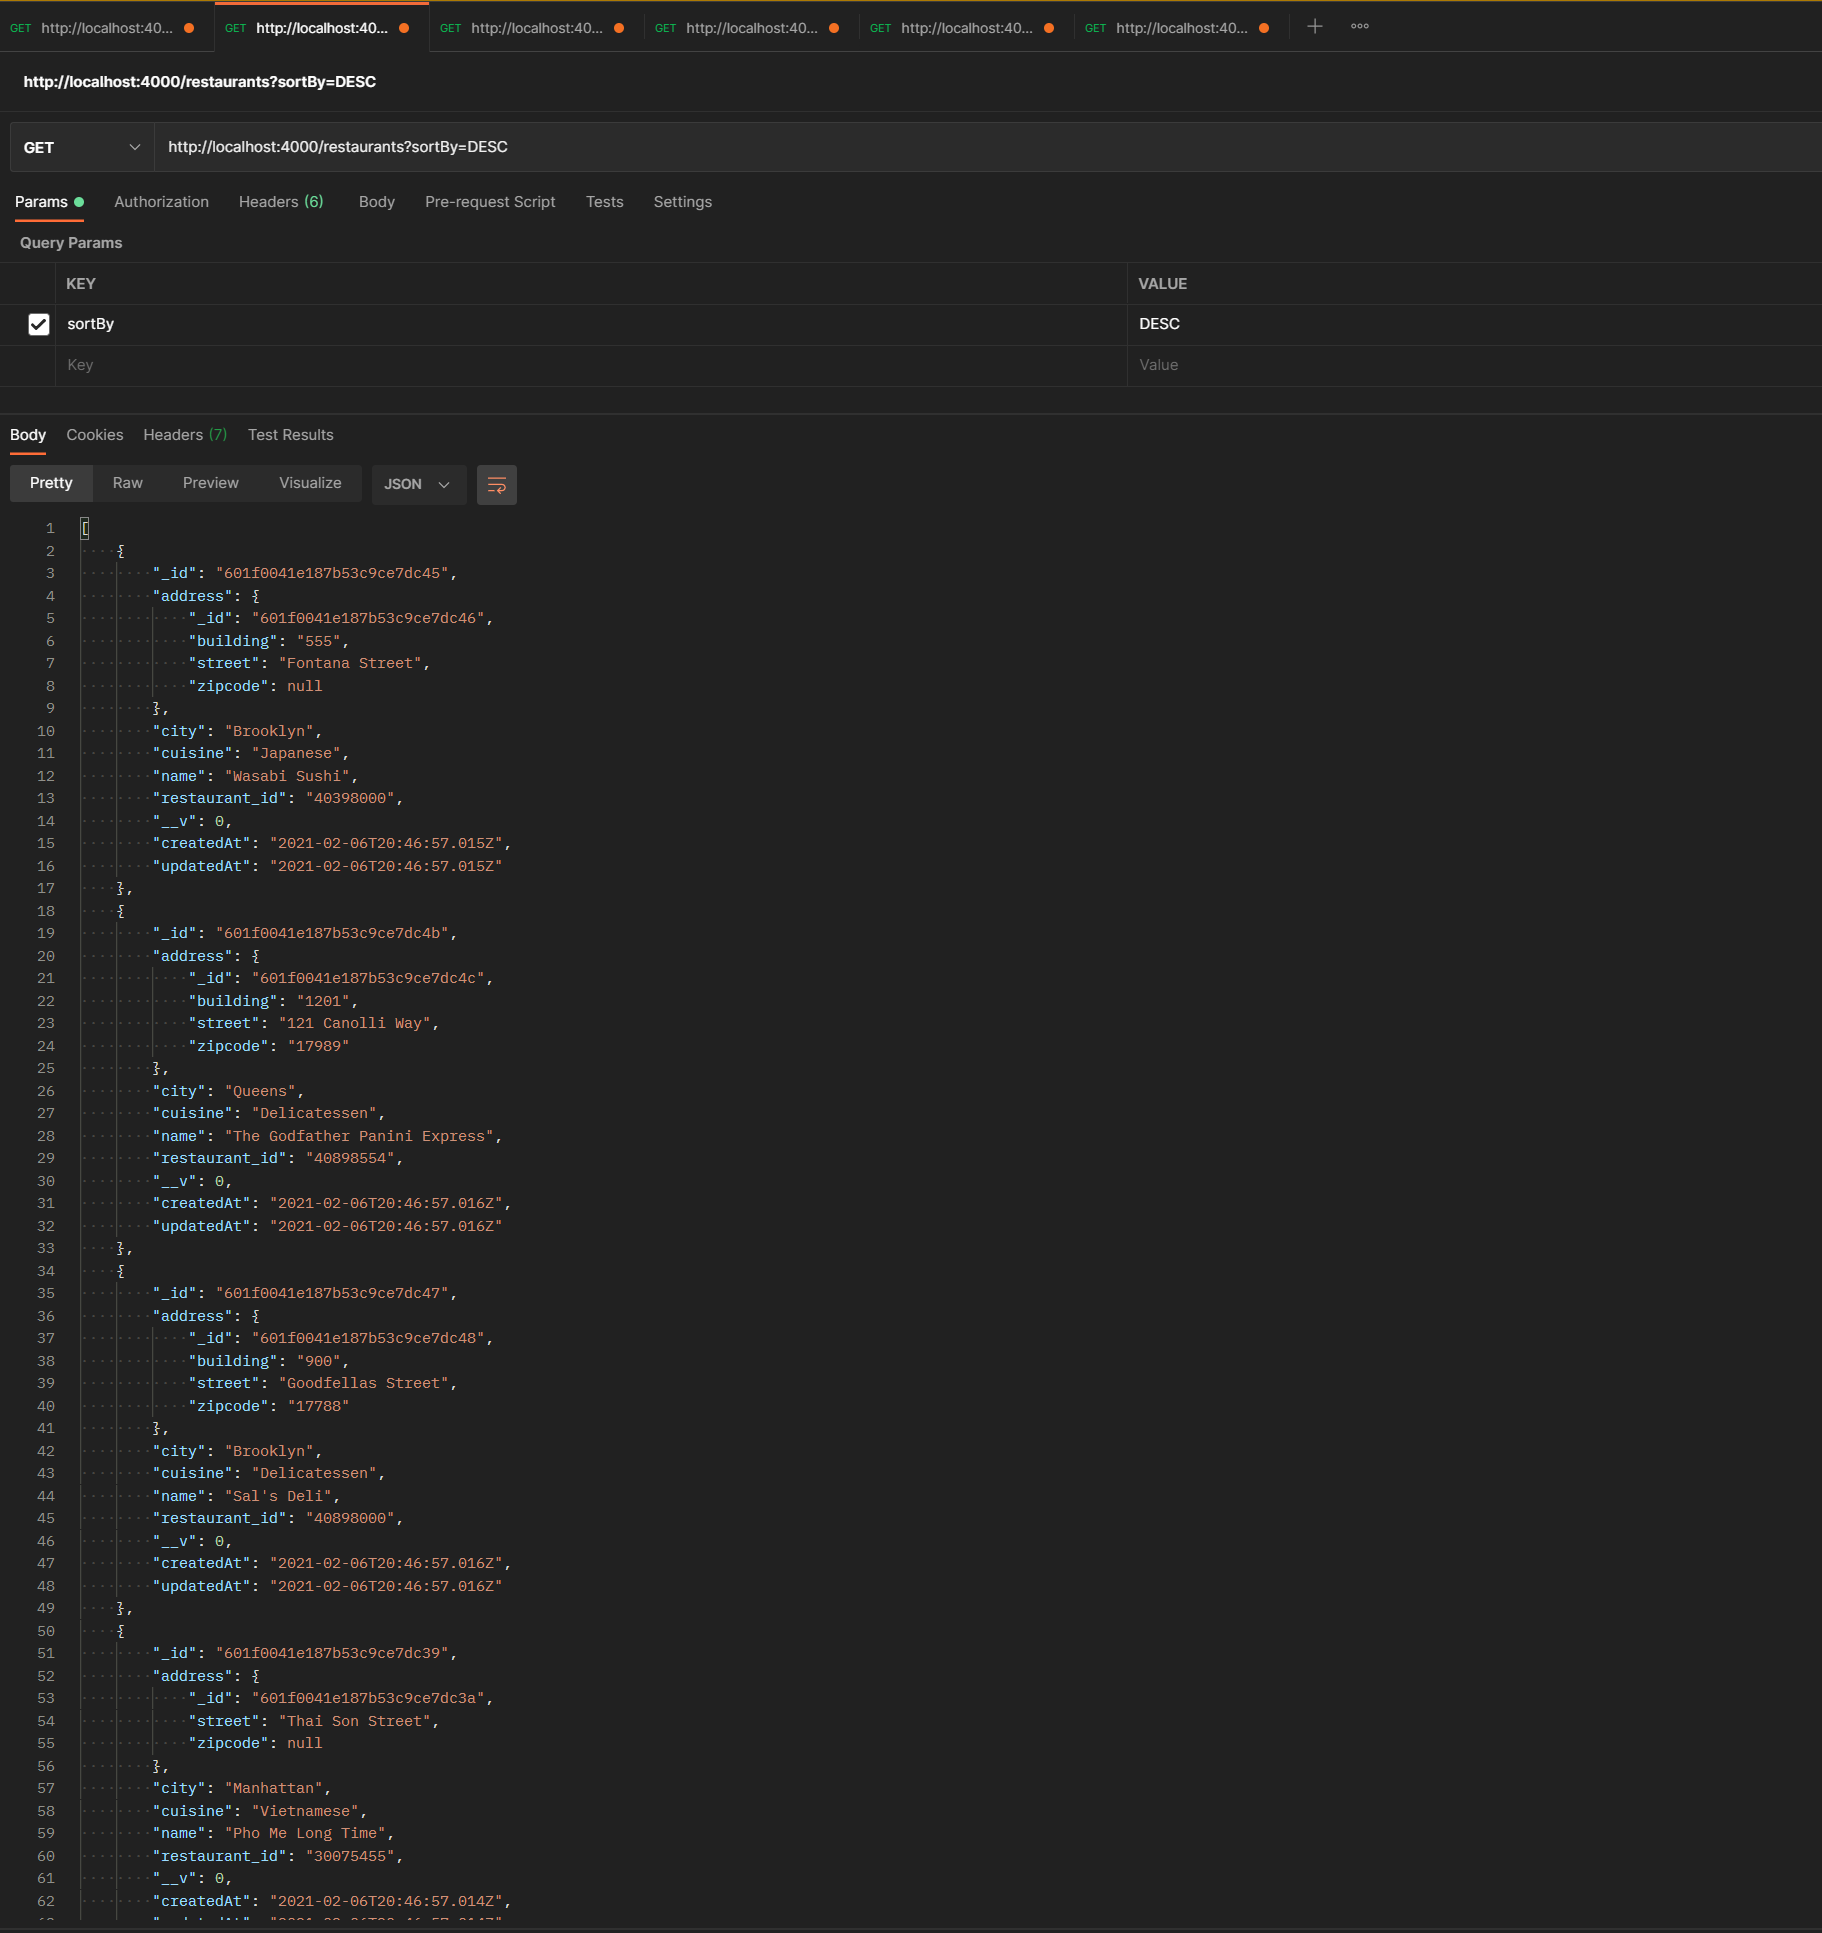 GET http://localhost:40... GET http://localhost:40... GET http://localhost:40... GET http://localhost:40... GET http://localhost:40... GET http://localhost:40...
http://localhost:4000/restaurants?sortBy=DESC
GET http://localhost:4000/restaurants?sortBy=DESC
Params Authorization Headers (6) Body Pre-request Script Tests Settings
Query Params
KEY VALUE
sortBy DESC
Key Value
Body Cookies Headers (7) Test Results
Pretty Raw Preview Visualize JSON
1 [
2 {
3 "_id": "601f0041e187b53c9ce7dc45",
4 "address": {
5 "_id": "601f0041e187b53c9ce7dc46",
6 "building": "555",
7 "street": "Fontana Street",
8 "zipcode": null
9 },
10 "city": "Brooklyn",
11 "cuisine": "Japanese",
12 "name": "Wasabi Sushi",
13 "restaurant_id": "40398000",
14 "__v": 0,
15 "createdAt": "2021-02-06T20:46:57.015Z",
16 "updatedAt": "2021-02-06T20:46:57.015Z"
17 },
18 {
19 "_id": "601f0041e187b53c9ce7dc4b",
20 "address": {
21 "_id": "601f0041e187b53c9ce7dc4c",
22 "building": "1201",
23 "street": "121 Canolli Way",
24 "zipcode": "17989"
25 },
26 "city": "Queens",
27 "cuisine": "Delicatessen",
28 "name": "The Godfather Panini Express",
29 "restaurant_id": "40898554",
30 "__v": 0,
31 "createdAt": "2021-02-06T20:46:57.016Z",
32 "updatedAt": "2021-02-06T20:46:57.016Z"
33 },
34 {
35 "_id": "601f0041e187b53c9ce7dc47",
36 "address": {
37 "_id": "601f0041e187b53c9ce7dc48",
38 "building": "900",
39 "street": "Goodfellas Street",
40 "zipcode": "17788"
41 },
42 "city": "Brooklyn",
43 "cuisine": "Delicatessen",
44 "name": "Sal's Deli",
45 "restaurant_id": "40898000",
46 "__v": 0,
47 "createdAt": "2021-02-06T20:46:57.016Z",
48 "updatedAt": "2021-02-06T20:46:57.016Z"
49 },
50 {
51 "_id": "601f0041e187b53c9ce7dc39",
52 "address": {
53 "_id": "601f0041e187b53c9ce7dc3a",
54 "street": "Thai Son Street",
55 "zipcode": null
56 },
57 "city": "Manhattan",
58 "cuisine": "Vietnamese",
59 "name": "Pho Me Long Time",
60 "restaurant_id": "30075455",
61 "__v": 0,
62 "createdAt": "2021-02-06T20:46:57.014Z",